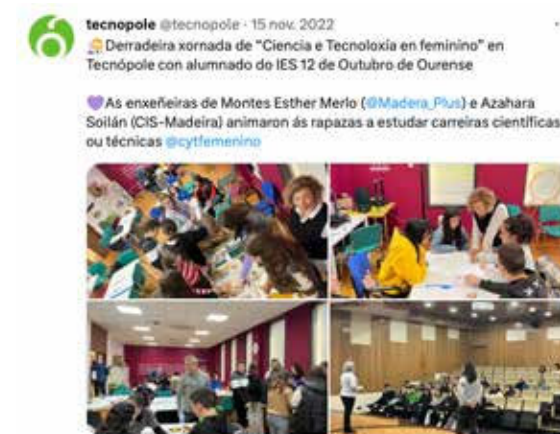 tecnopole @tecnopole · 15 nov. 2022
Derradeira xornada de "Ciencia e Tecnoloxía en feminino" en
Tecnópole con alumnado do IES 12 de Outubro de Ourense
As enxeñeiras de Montes Esther Merlo (@Madera_Plus) e Azahara
Soilán (CIS-Madeira) animaron ás rapazas a estudar carreiras científicas
ou técnicas @cytfemenino